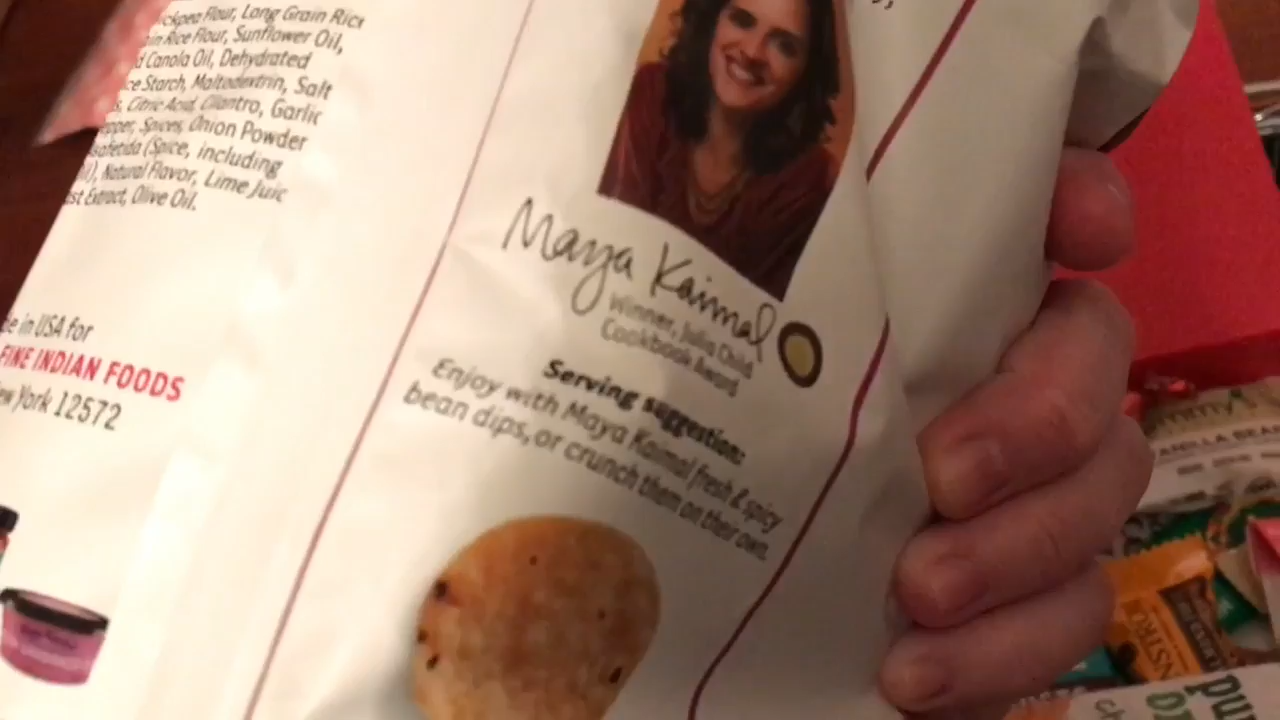 Flour, Long Grain Rice
Rice Flour, Sunflower Oil,
Canola Oil, Dehydrated
Starch, Maltodextrin, Salt
Citric Acid, Cilantro, Garlic
Spices, Onion Powder
(Spice, including
Natural Flavor, Lime Juic
Extract, Olive Oil.
in USA for
FINE INDIAN FOODS
York 12572
Maya Kaimal
Winner, Julia Child
Cookbook Award
Serving suggestion:
Enjoy with Maya Kaimal fresh & spicy
bean dips, or crunch them on their own.